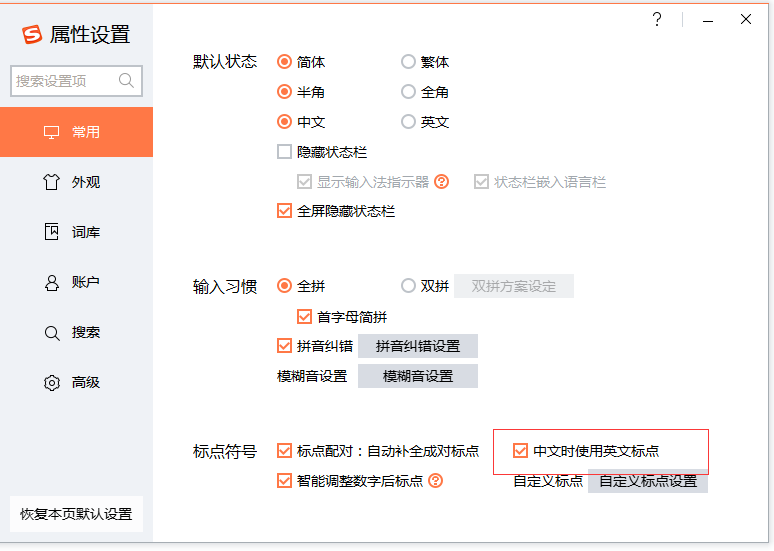 属性设置
搜索设置项
常用
外观
词库
账户
搜索
高级
恢复本页默认设置
?
默认状态 简体 繁体
半角 全角
中文 英文
隐藏状态栏
显示输入法指示器 ? 状态栏嵌入语言栏
全屏隐藏状态栏
输入习惯 全拼 双拼 双拼方案设定
首字母简拼
拼音纠错 拼音纠错设置
模糊音设置 模糊音设置
标点符号 标点配对：自动补全成对标点 中文时使用英文标点
智能调整数字后标点 ? 自定义标点 自定义标点设置